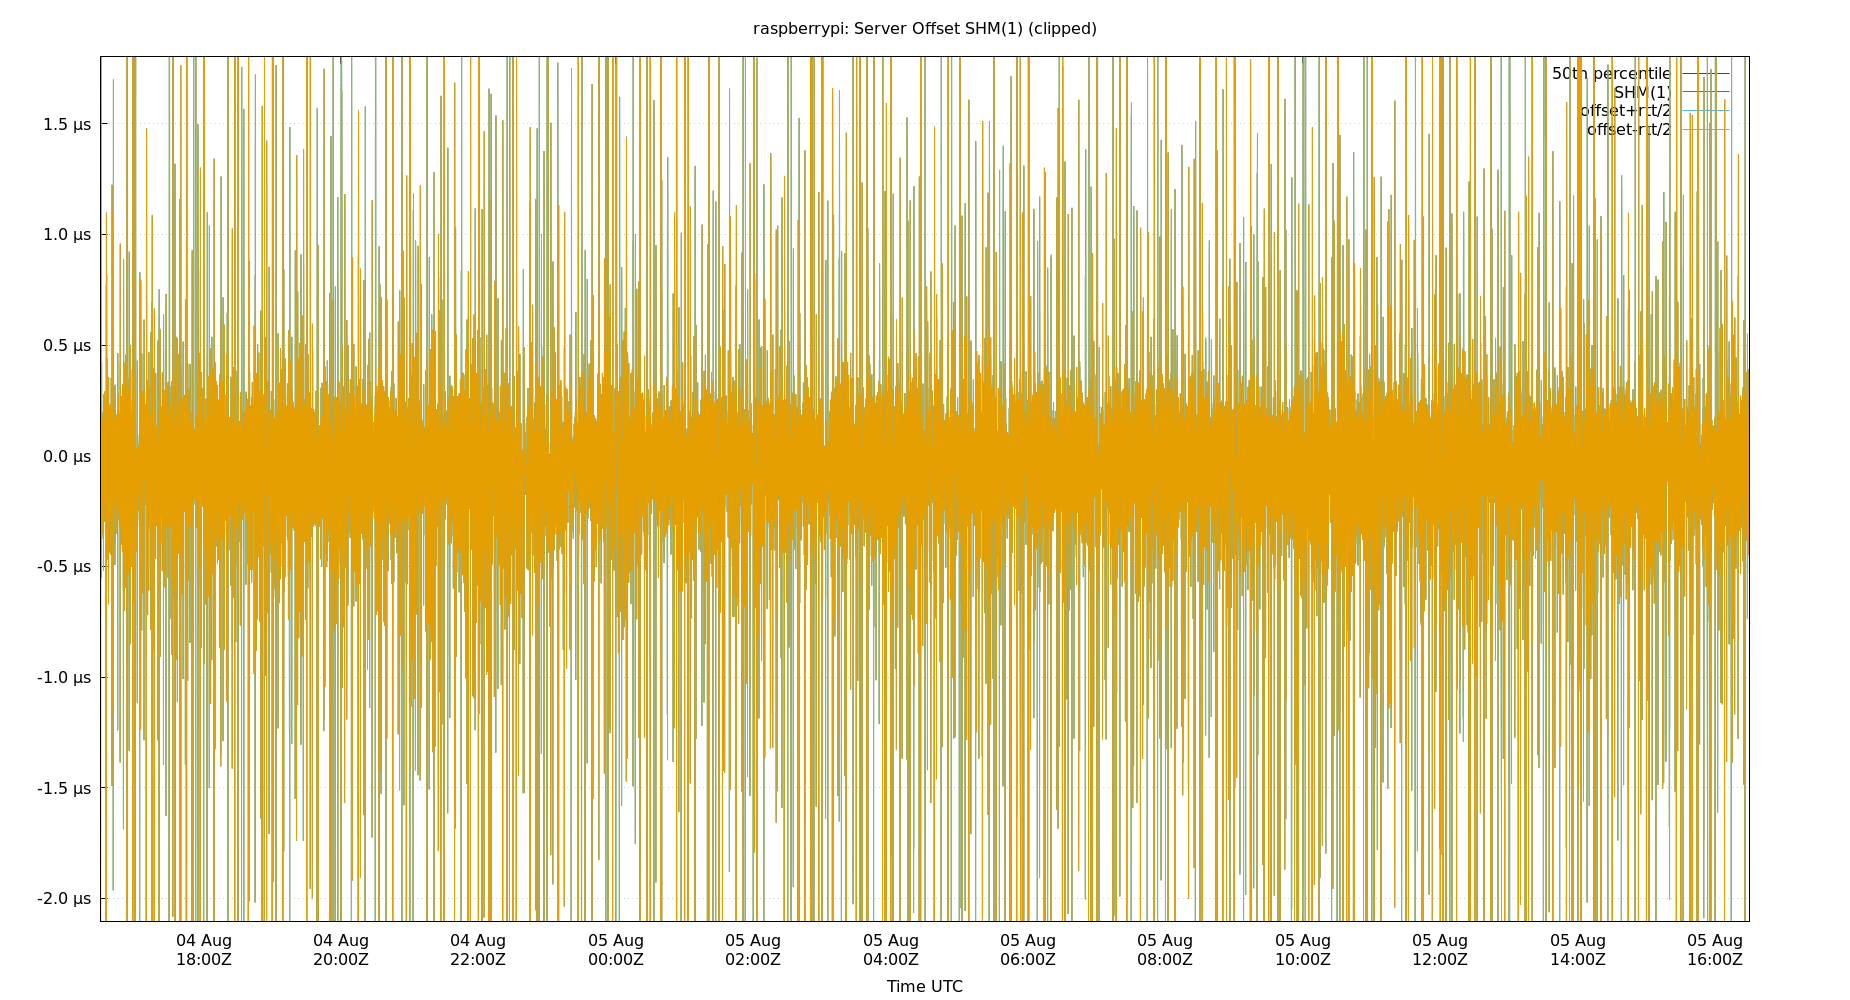 raspberrypi: Server Offset SHM(1) (clipped)
50th percentile
SHM(1)
offset+rtt/2
offset-rtt/2
1.5 µs
1.0 µs
0.5 µs
0.0 µs
-0.5 µs
-1.0 µs
-1.5 µs
-2.0 µs
04 Aug 04 Aug 04 Aug 05 Aug 05 Aug 05 Aug 05 Aug 05 Aug 05 Aug 05 Aug 05 Aug 05 Aug
18:00Z 20:00Z 22:00Z 00:00Z 02:00Z 04:00Z 06:00Z 08:00Z 10:00Z 12:00Z 14:00Z 16:00Z
Time UTC